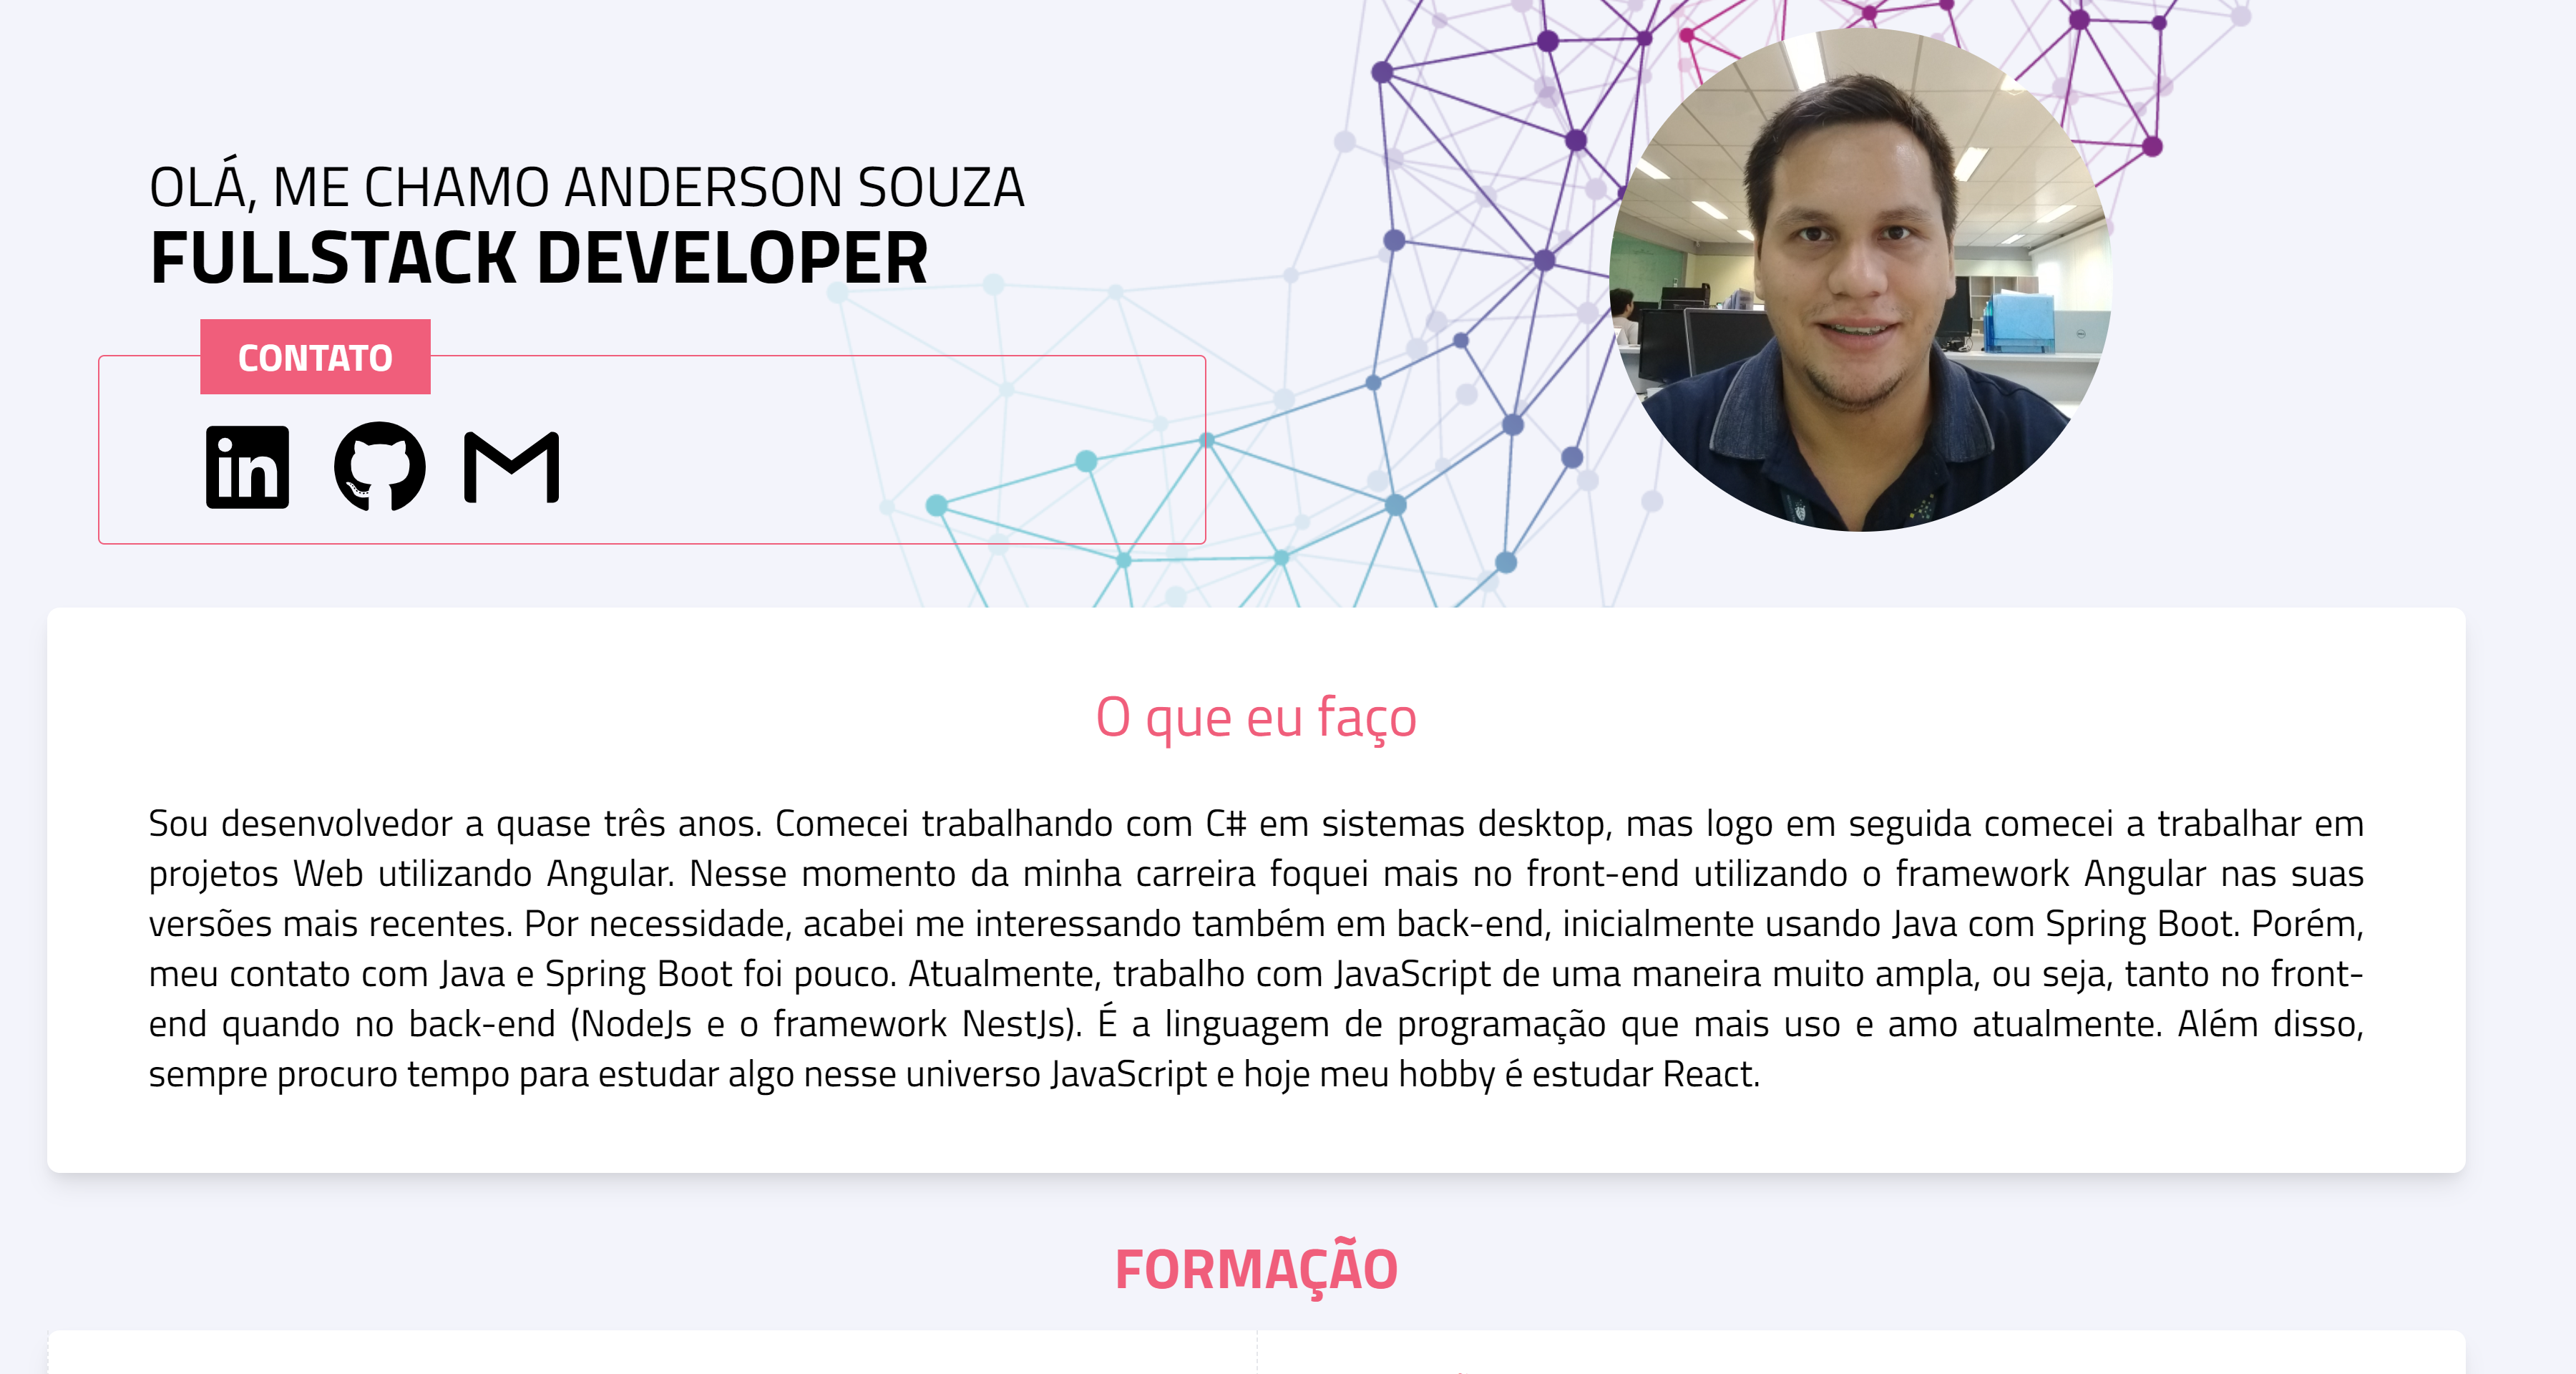 OLÁ, ME CHAMO ANDERSON SOUZA
FULLSTACK DEVELOPER
CONTATO
in
O que eu faço
Sou desenvolvedor a quase três anos. Comecei trabalhando com C# em sistemas desktop, mas logo em seguida comecei a trabalhar em
projetos Web utilizando Angular. Nesse momento da minha carreira foquei mais no front-end utilizando o framework Angular nas suas
versões mais recentes. Por necessidade, acabei me interessando também em back-end, inicialmente usando Java com Spring Boot. Porém,
meu contato com Java e Spring Boot foi pouco. Atualmente, trabalho com JavaScript de uma maneira muito ampla, ou seja, tanto no front-
end quando no back-end (NodeJs e o framework NestJs). É a linguagem de programação que mais uso e amo atualmente. Além disso,
sempre procuro tempo para estudar algo nesse universo JavaScript e hoje meu hobby é estudar React.
FORMAÇÃO